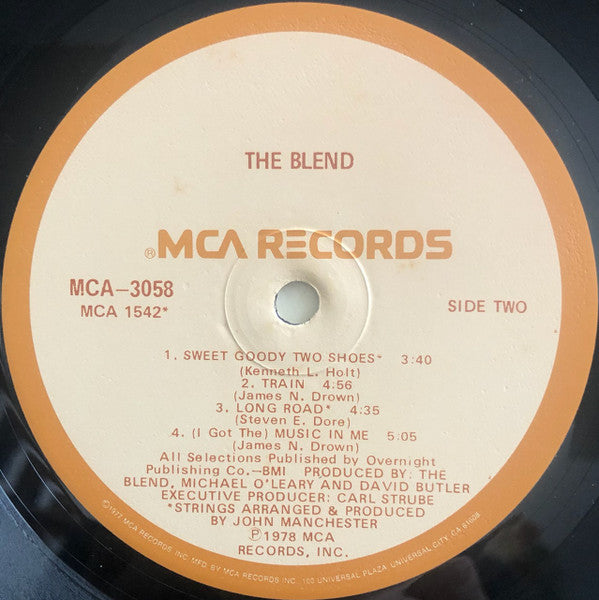 THE BLEND
®MCA RECORDS
MCA-3058
MCA 1542*
SIDE TWO
1. SWEET GOODY TWO SHOES* 3:40
(Kenneth L. Holt)
2. TRAIN 4:56
(James N. Drown)
3. LONG ROAD* 4:35
(Steven E. Dore)
4. (I Got The) MUSIC IN ME 5:05
(James N. Drown)
All Selections Published by Overnight
Publishing Co.-BMI PRODUCED BY: THE
BLEND, MICHAEL O'LEARY AND DAVID BUTLER
EXECUTIVE PRODUCER: CARL STRUBE
*STRINGS ARRANGED & PRODUCED
BY JOHN MANCHESTER
Ⓟ1978 MCA
RECORDS, INC.
©1977 MCA RECORDS INC. MFD. BY MCA RECORDS INC. 100 UNIVERSAL PLAZA, UNIVERSAL CITY, CA. 91608